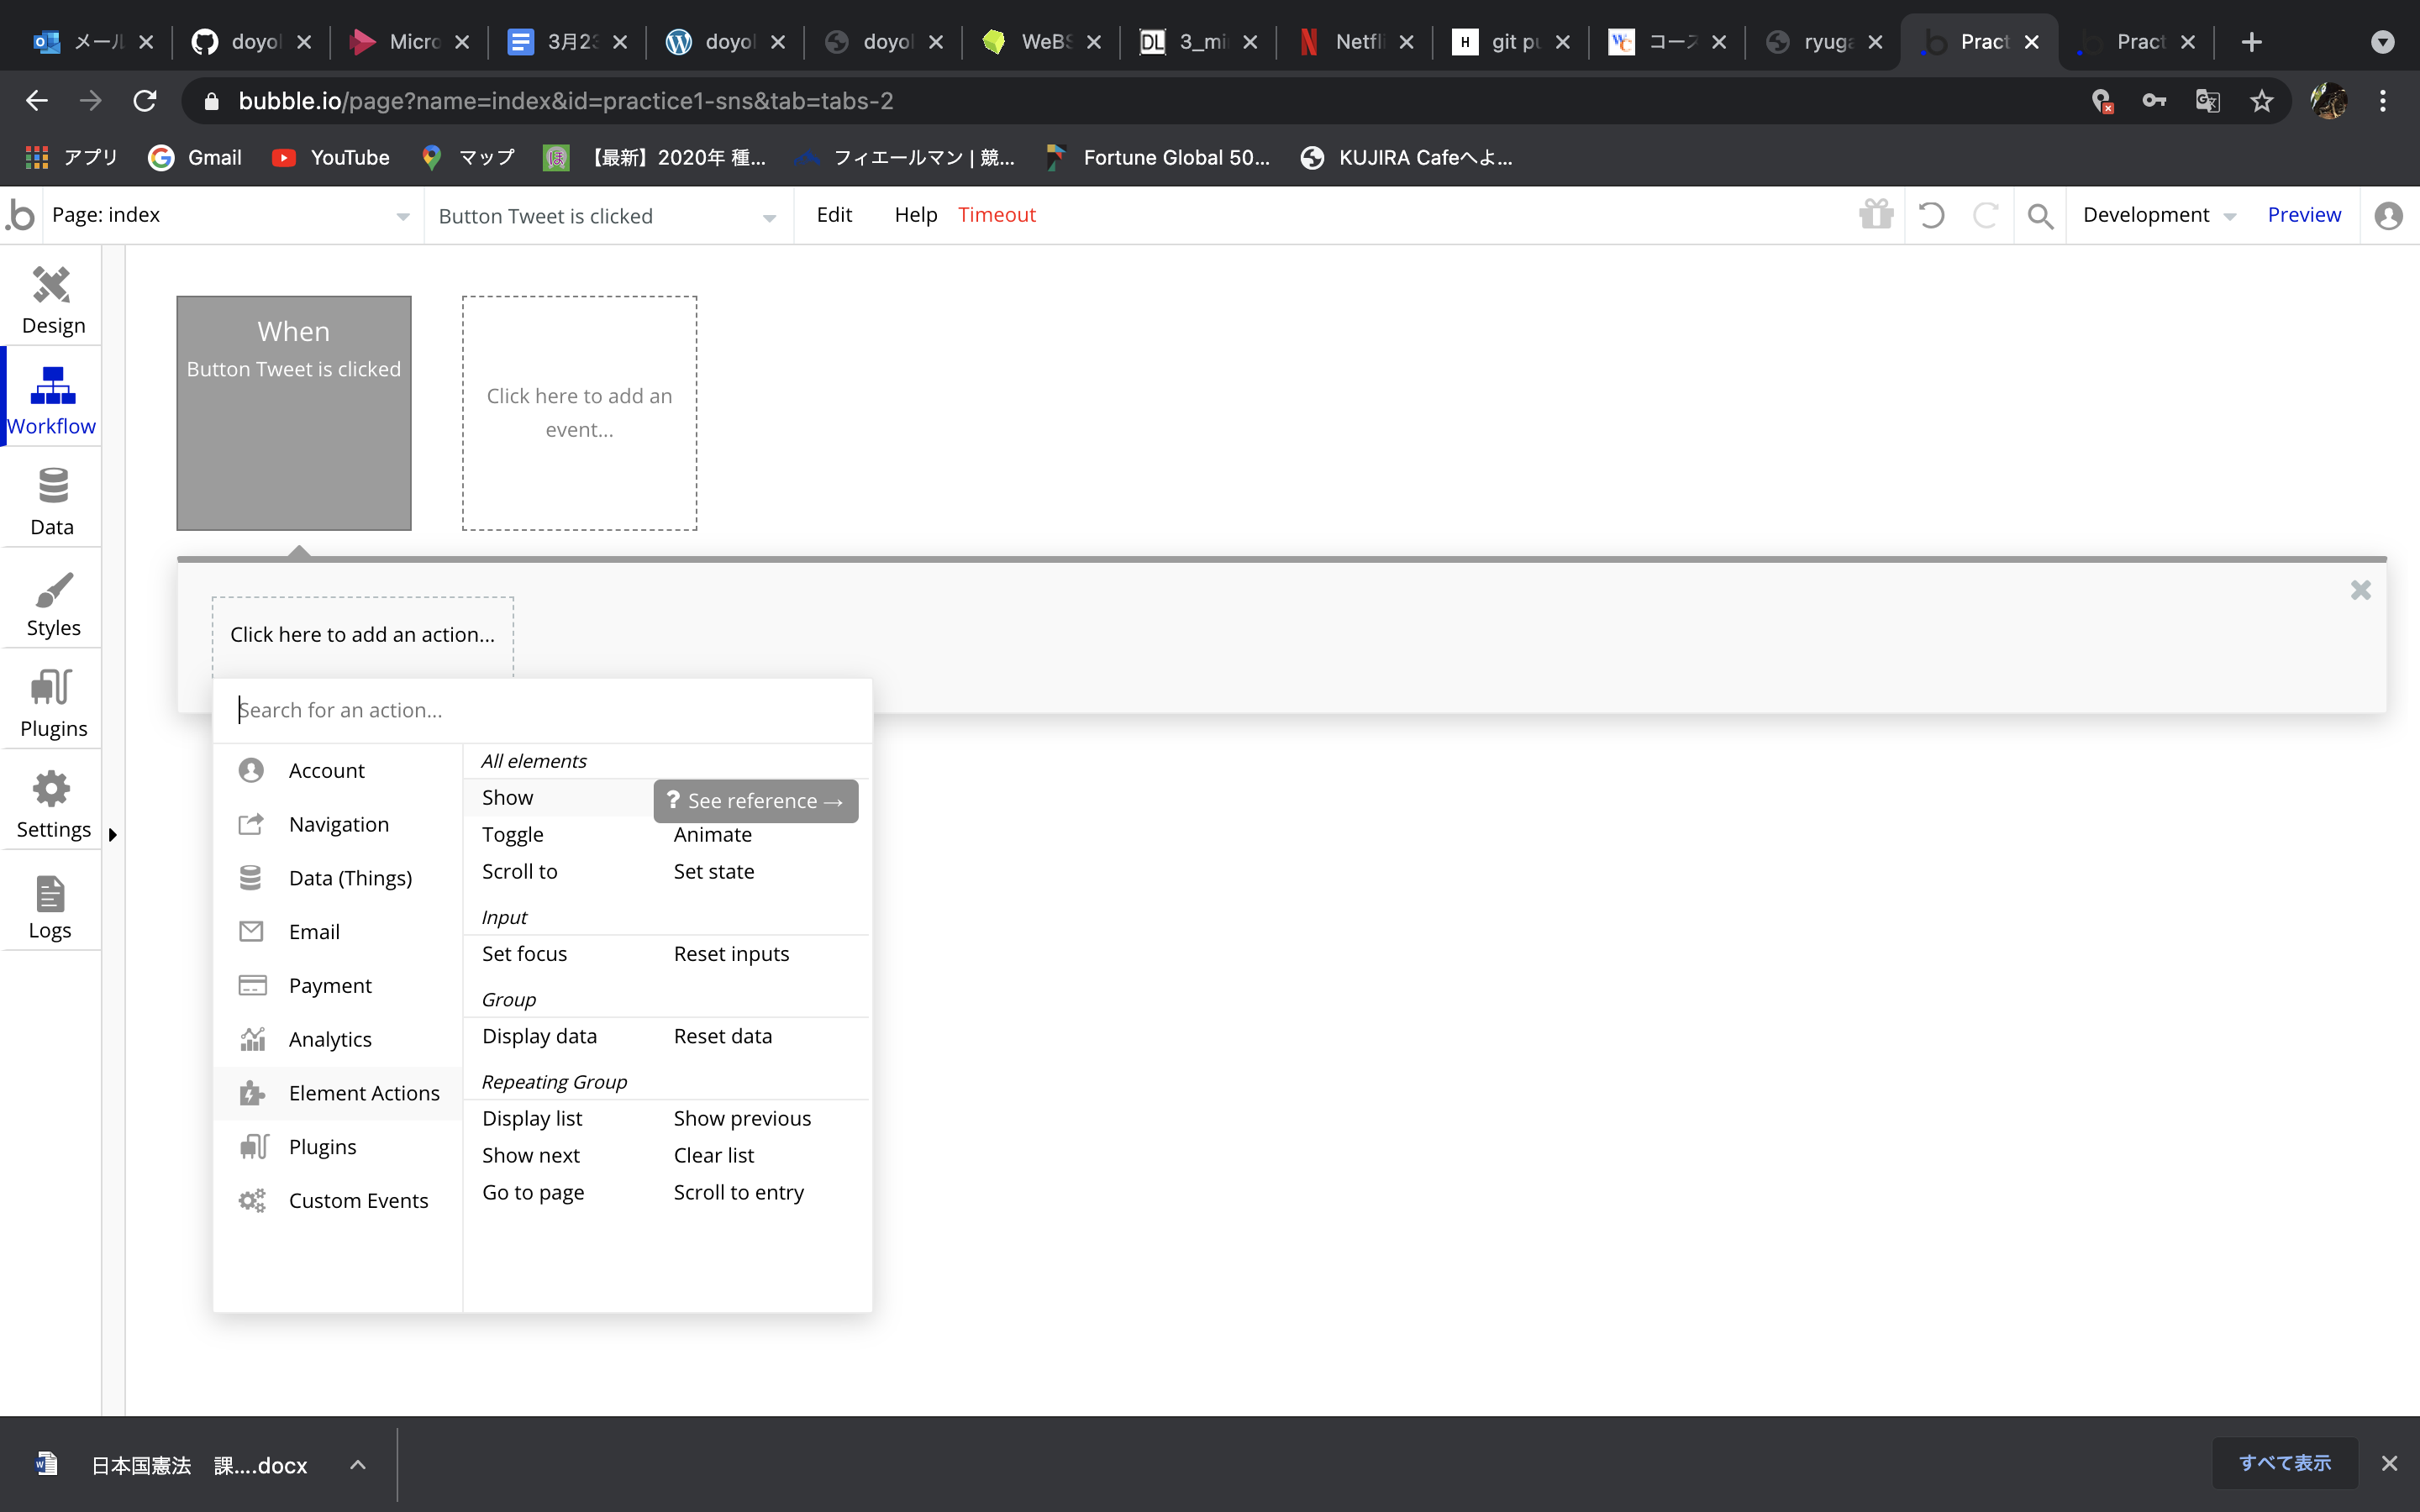 メール
doyol
Micro
3月23
doyol
doyol
WeBS
DL
3_mi
Netfli
H
git pu
コース
ryuga
Pract
Pract
bubble.io/page?name=index&id=practice1-sns&tab=tabs-2
アプリ
Gmail
YouTube
マップ
【最新】2020年 種...
フィエールマン | 競...
Fortune Global 50...
KUJIRA Cafeへよ...
Page: index
Button Tweet is clicked
Edit
Help
Timeout
Development
Preview
Design
Workflow
Data
Styles
Plugins
Settings
Logs
When
Button Tweet is clicked
Click here to add an
event...
Click here to add an action...
Search for an action...
Account
Navigation
Data (Things)
Email
Payment
Analytics
Element Actions
Plugins
Custom Events
All elements
Show
? See reference →
Toggle
Animate
Scroll to
Set state
Input
Set focus
Reset inputs
Group
Display data
Reset data
Repeating Group
Display list
Show previous
Show next
Clear list
Go to page
Scroll to entry
日本国憲法 課....docx
すべて表示